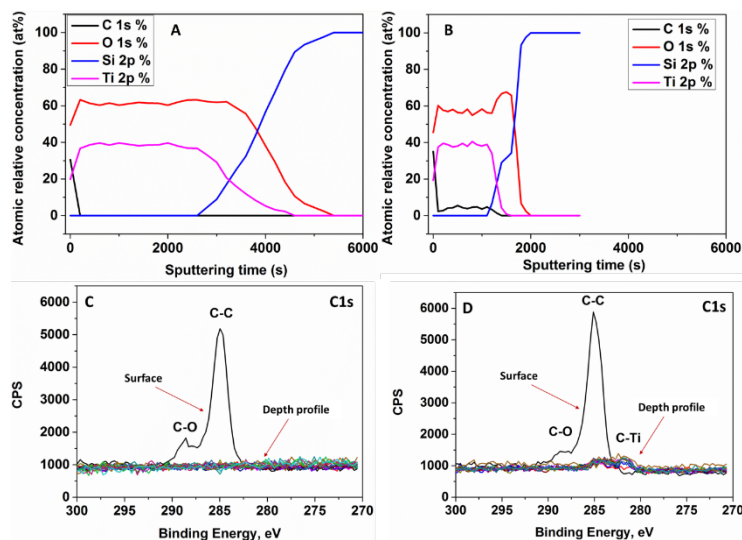 A
C 1s %
O 1s %
Si 2p %
Ti 2p %
Atomic relative concentration (at%)
100
80
60
40
20
0
0
2000
4000
6000
Sputtering time (s)
B
C 1s %
O 1s %
Si 2p %
Ti 2p %
Atomic relative concentration (at%)
100
80
60
40
20
0
0
2000
4000
6000
Sputtering time (s)
C
C1s
C-C
Surface
C-O
Depth profile
CPS
6000
5000
4000
3000
2000
1000
0
300
295
290
285
280
275
270
Binding Energy, eV
D
C1s
C-C
Surface
C-O
C-Ti
Depth profile
CPS
7000
6000
5000
4000
3000
2000
1000
0
300
295
290
285
280
275
270
Binding Energy, eV